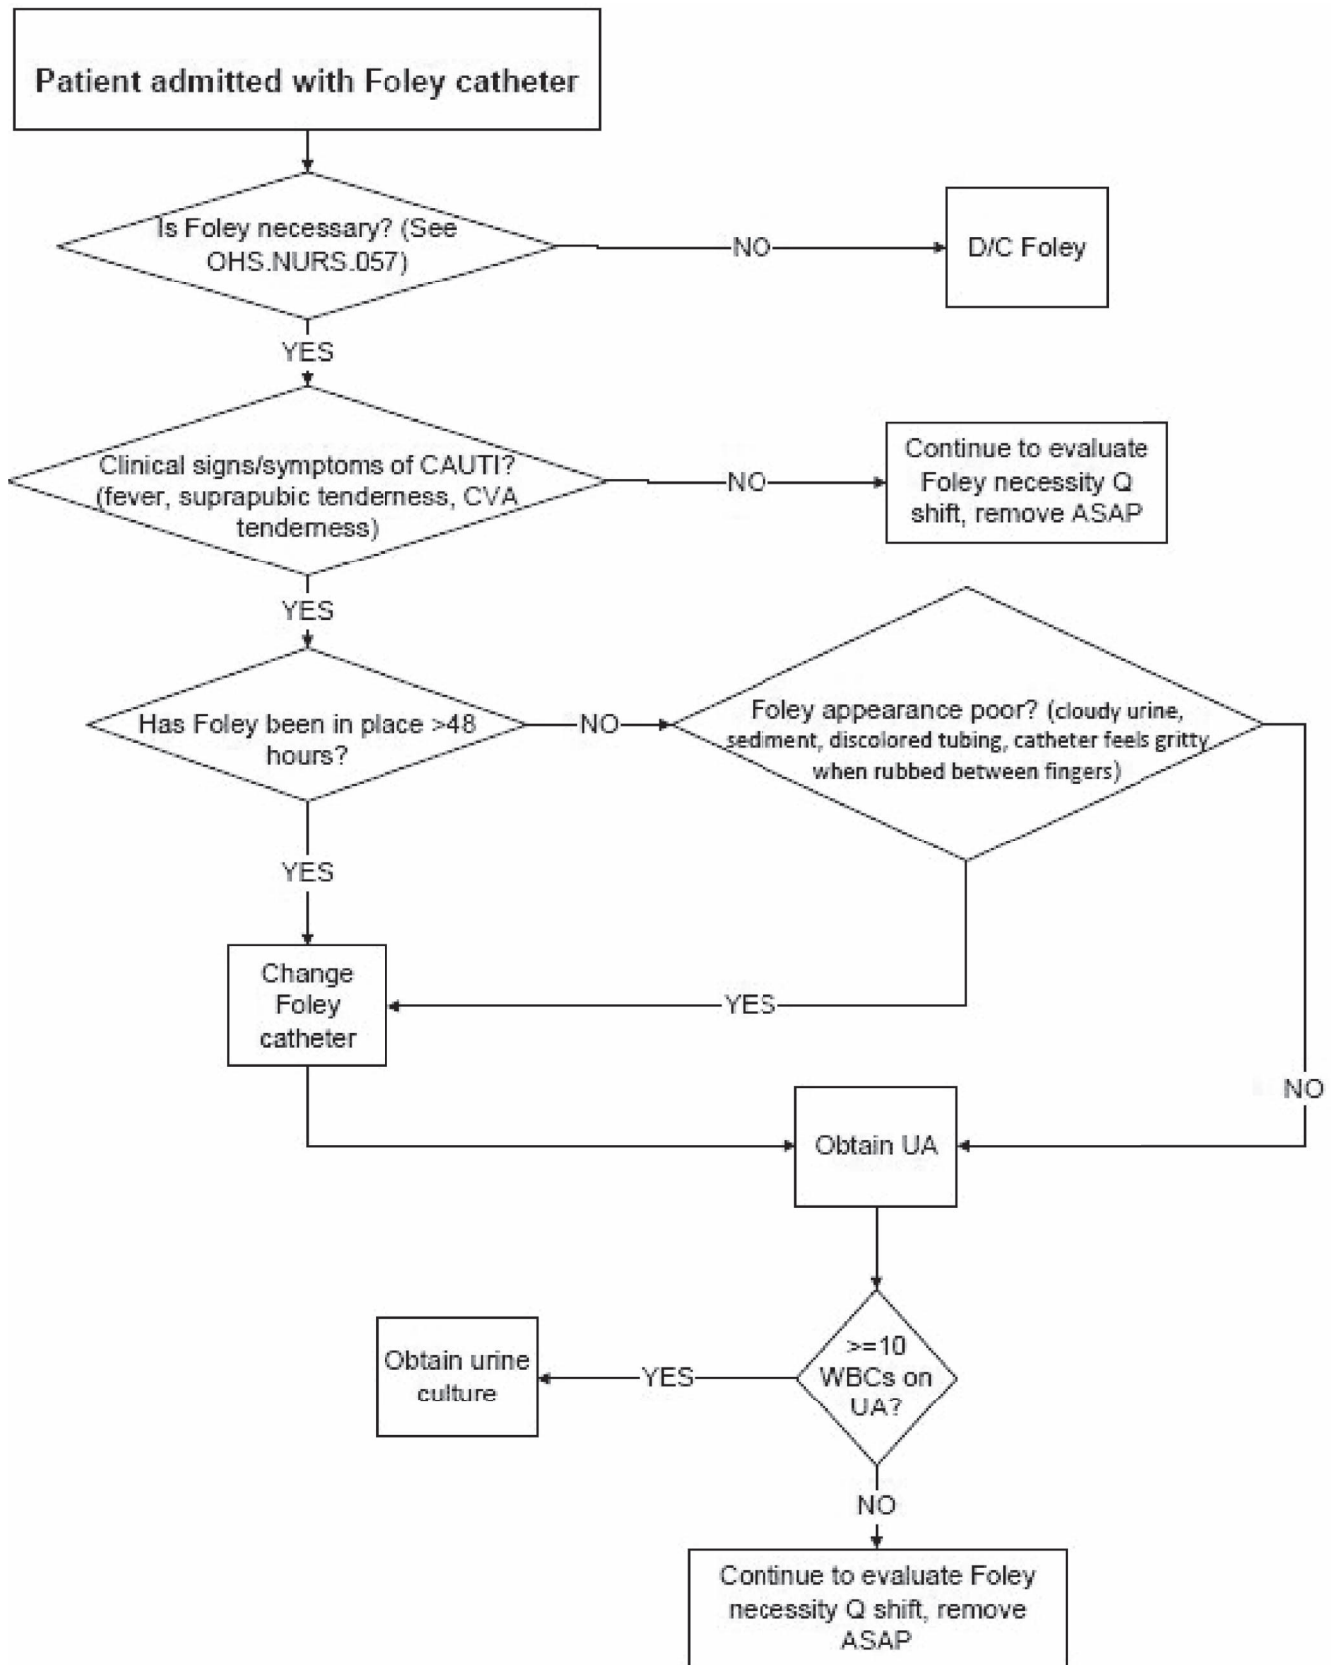 Patient admitted with Foley catheter
Is Foley necessary? (See
OHS.NURS.057)
NO
D/C Foley
YES
Clinical signs/symptoms of CAUTI?
(fever, suprapubic tenderness, CVA
tenderness)
NO
Continue to evaluate
Foley necessity Q
shift, remove ASAP
YES
Has Foley been in place >48
hours?
NO
Foley appearance poor? (cloudy urine,
sediment, discolored tubing, catheter feels gritty
when rubbed between fingers)
YES
Change
Foley
catheter
YES
NO
Obtain UA
>=10
WBCs on
UA?
YES
Obtain urine
culture
NO
Continue to evaluate Foley
necessity Q shift, remove
ASAP